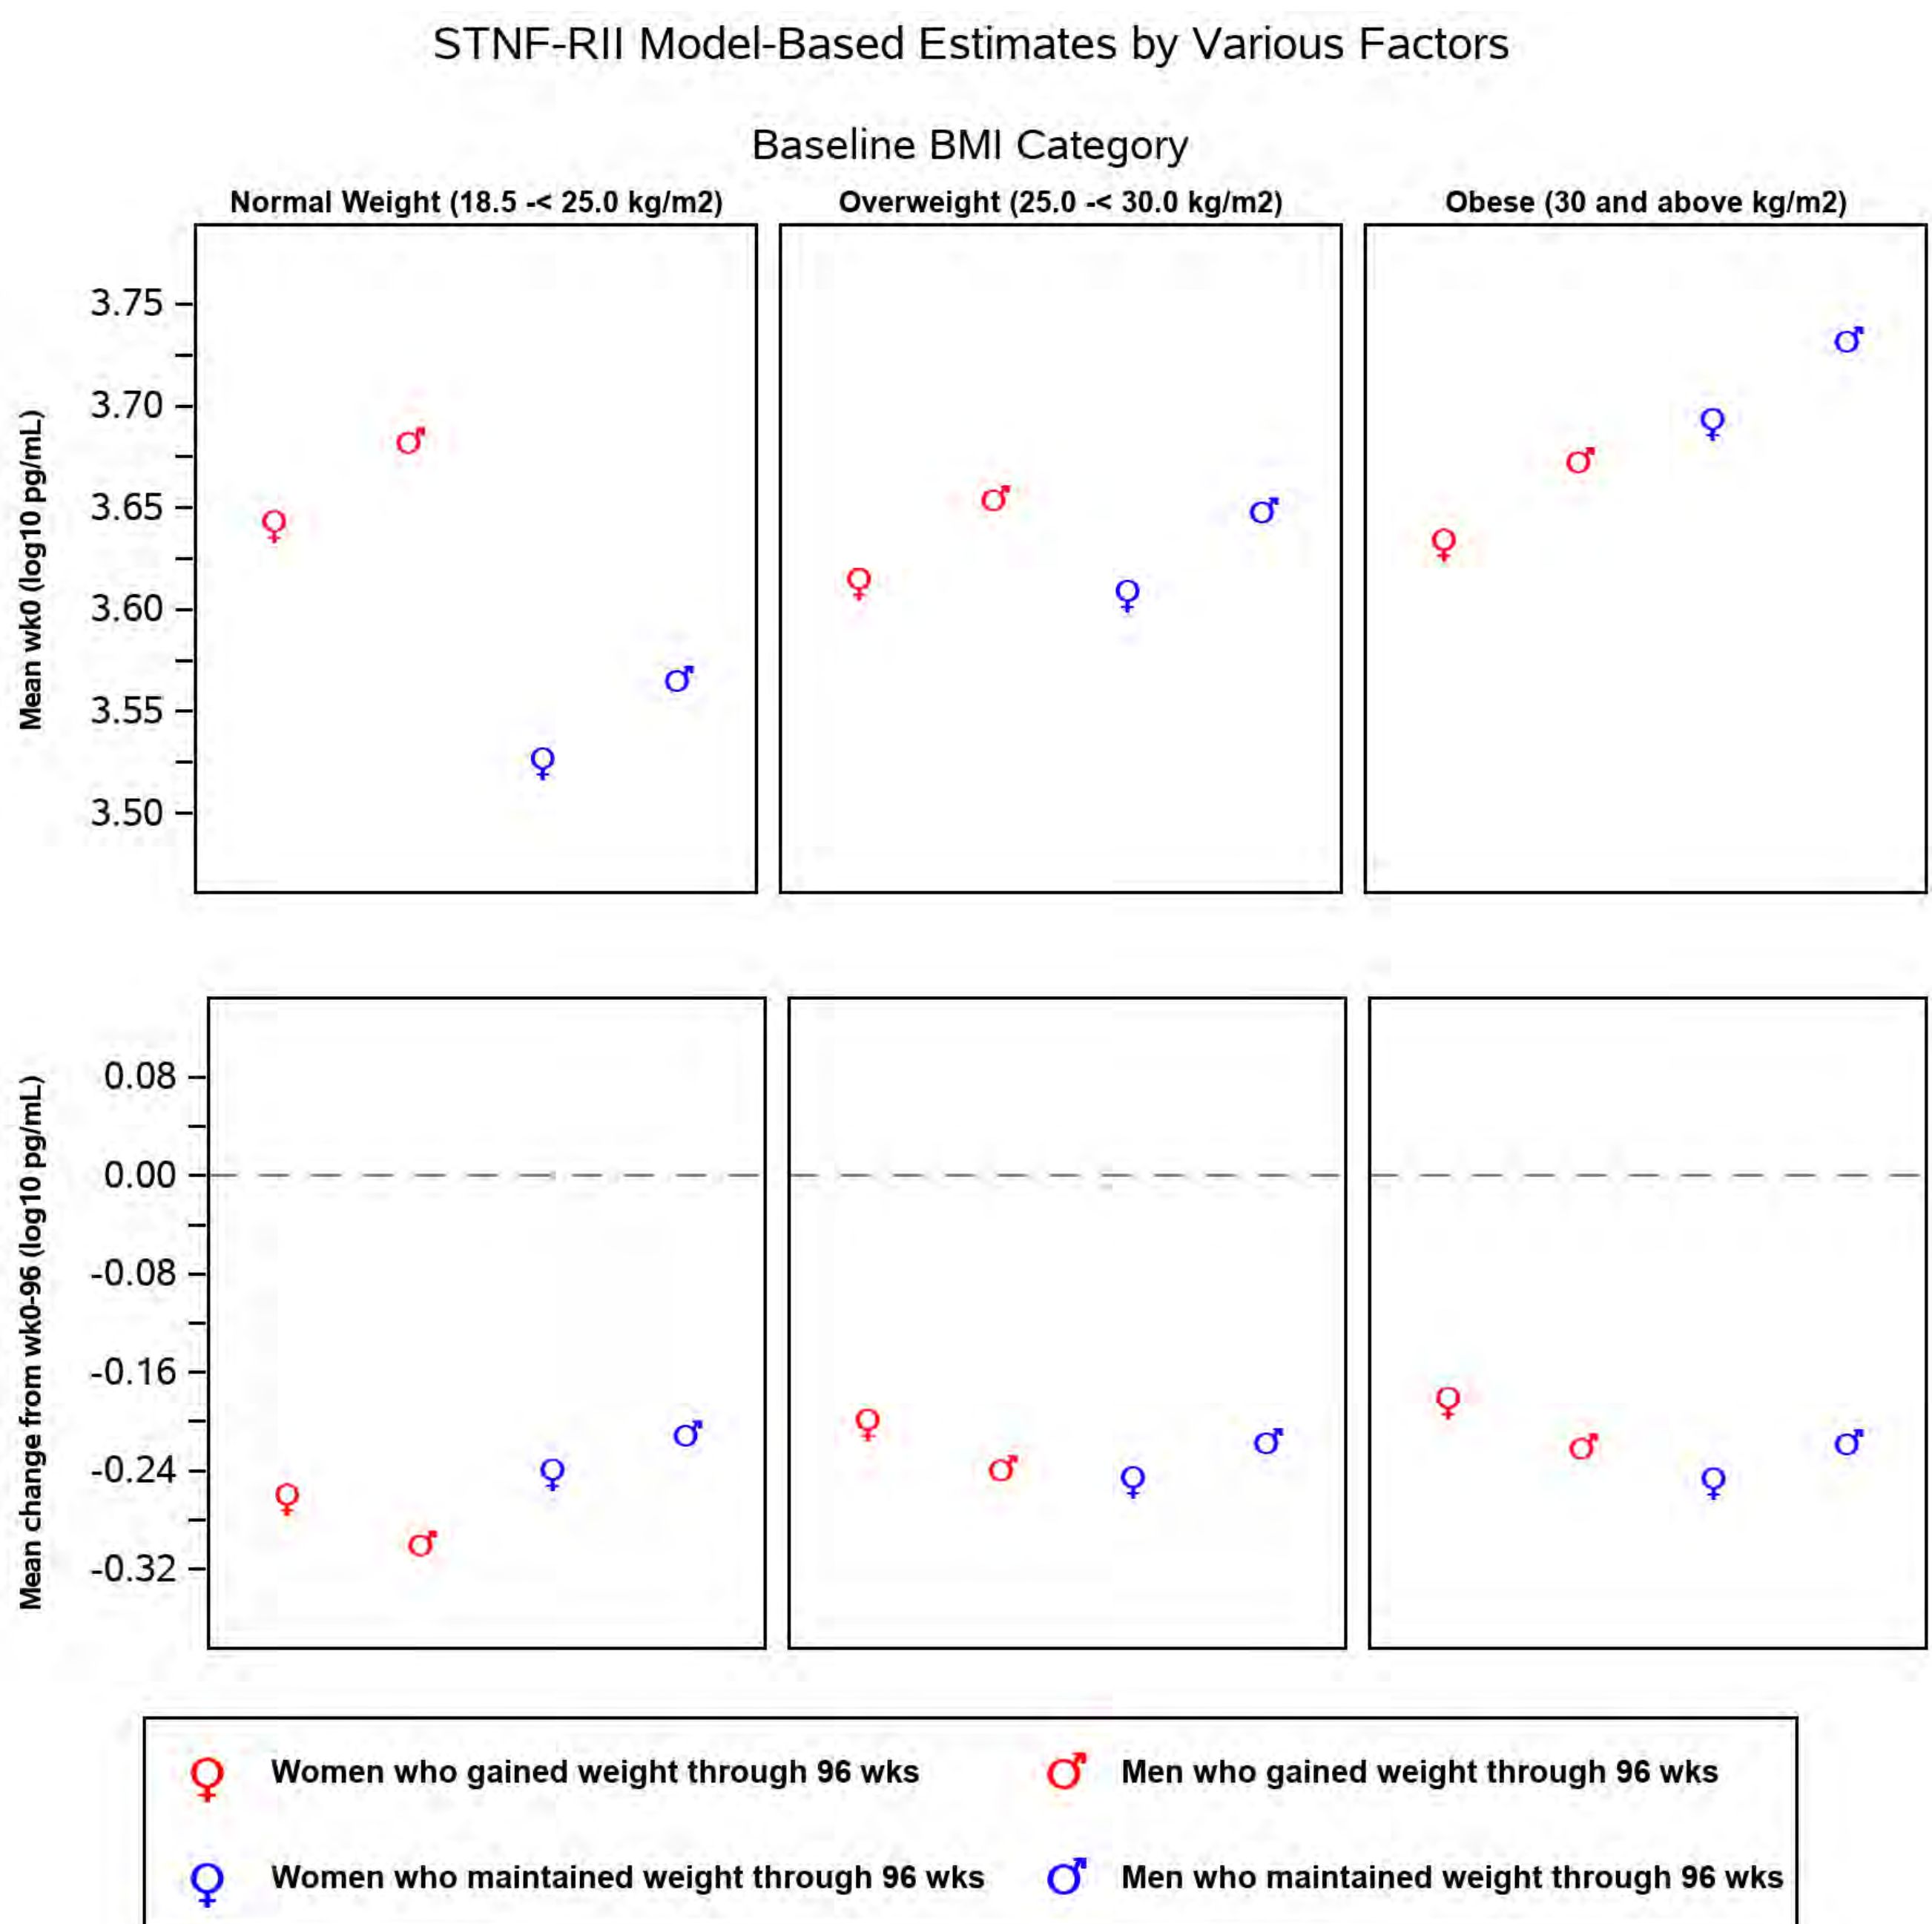 STNF-RII Model-Based Estimates by Various Factors
Baseline BMI Category
Normal Weight (18.5 -< 25.0 kg/m2)
Overweight (25.0 -< 30.0 kg/m2)
Obese (30 and above kg/m2)
Mean wk0 (log10 pg/mL)
3.75
3.70
3.65
3.60
3.55
3.50
Mean change from wk0-96 (log10 pg/mL)
0.08
0.00
-0.08
-0.16
-0.24
-0.32
♀ Women who gained weight through 96 wks ♂ Men who gained weight through 96 wks
♀ Women who maintained weight through 96 wks ♂ Men who maintained weight through 96 wks